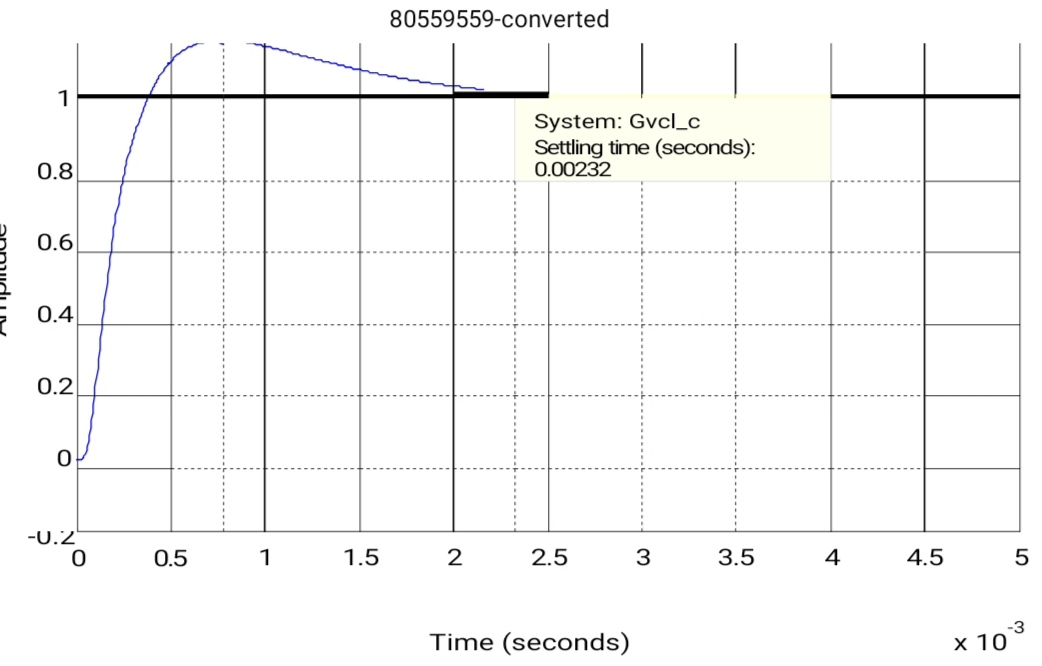 80559559-converted
1
System: Gvcl_c
Settling time (seconds):
0.00232
0.8
0.6
0.4
0.2
0
-0.2
0 0.5 1 1.5 2 2.5 3 3.5 4 4.5 5
Time (seconds)
x 10-3